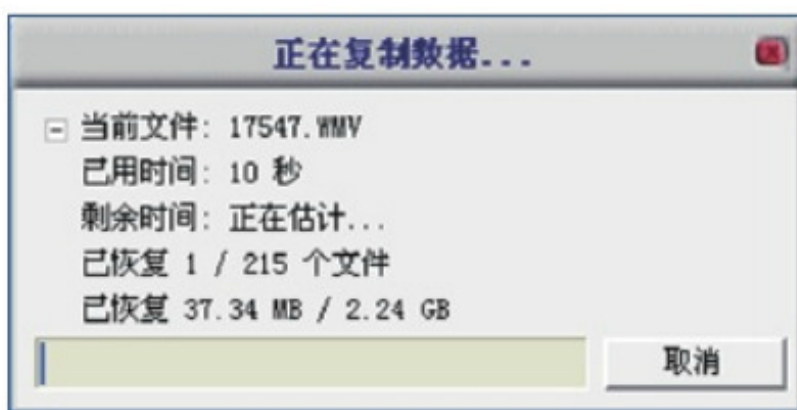 正在复制数据...
当前文件: 17547.WMV
已用时间: 10 秒
剩余时间: 正在估计...
已恢复 1 / 215 个文件
已恢复 37.34 MB / 2.24 GB
取消